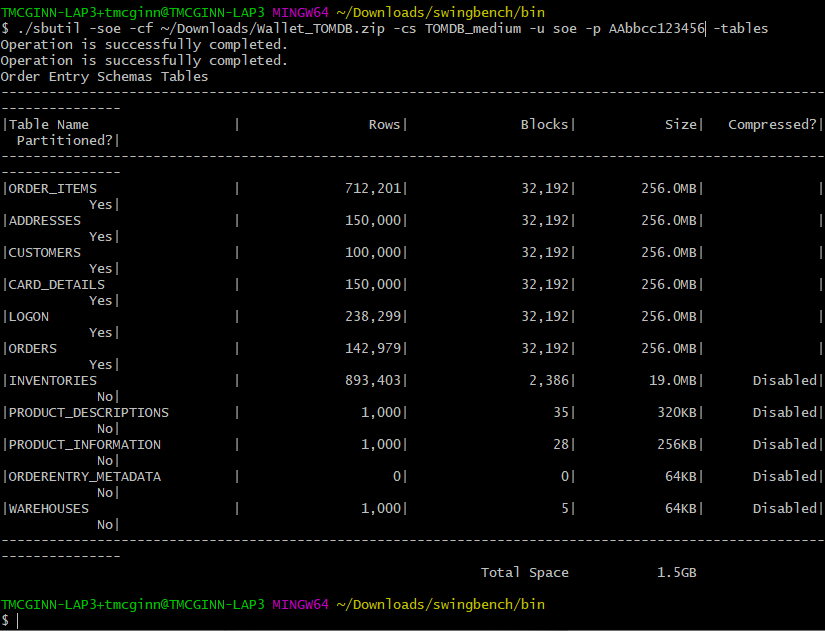 TMCGINN-LAP3+tmcginn@TMCGINN-LAP3 MINGW64 ~/Downloads/swingbench/bin
$ ./sbutil -soe -cf ~/Downloads/Wallet_TOMDB.zip -cs TOMDB_medium -u soe -p AAbbcc123456 -tables
Operation is successfully completed.
Operation is successfully completed.
Order Entry Schemas Tables
-------------------------------------------------------------------------------------------------------
---------------
|Table Name                  |                Rows|              Blocks|           Size|   Compressed?|
  Partitioned?|
-------------------------------------------------------------------------------------------------------
---------------
|ORDER_ITEMS                 |             712,201|              32,192|        256.0MB|              |
           Yes|
|ADDRESSES                   |             150,000|              32,192|        256.0MB|              |
           Yes|
|CUSTOMERS                   |             100,000|              32,192|        256.0MB|              |
           Yes|
|CARD_DETAILS                |             150,000|              32,192|        256.0MB|              |
           Yes|
|LOGON                       |             238,299|              32,192|        256.0MB|              |
           Yes|
|ORDERS                      |             142,979|              32,192|        256.0MB|              |
           Yes|
|INVENTORIES                 |             893,403|               2,386|         19.0MB|      Disabled|
            No|
|PRODUCT_DESCRIPTIONS        |               1,000|                  35|          320KB|      Disabled|
            No|
|PRODUCT_INFORMATION         |               1,000|                  28|          256KB|      Disabled|
            No|
|ORDERENTRY_METADATA         |                   0|                   0|           64KB|      Disabled|
            No|
|WAREHOUSES                  |               1,000|                   5|           64KB|      Disabled|
            No|
-------------------------------------------------------------------------------------------------------
---------------
                                                            Total Space           1.5GB

TMCGINN-LAP3+tmcginn@TMCGINN-LAP3 MINGW64 ~/Downloads/swingbench/bin
$